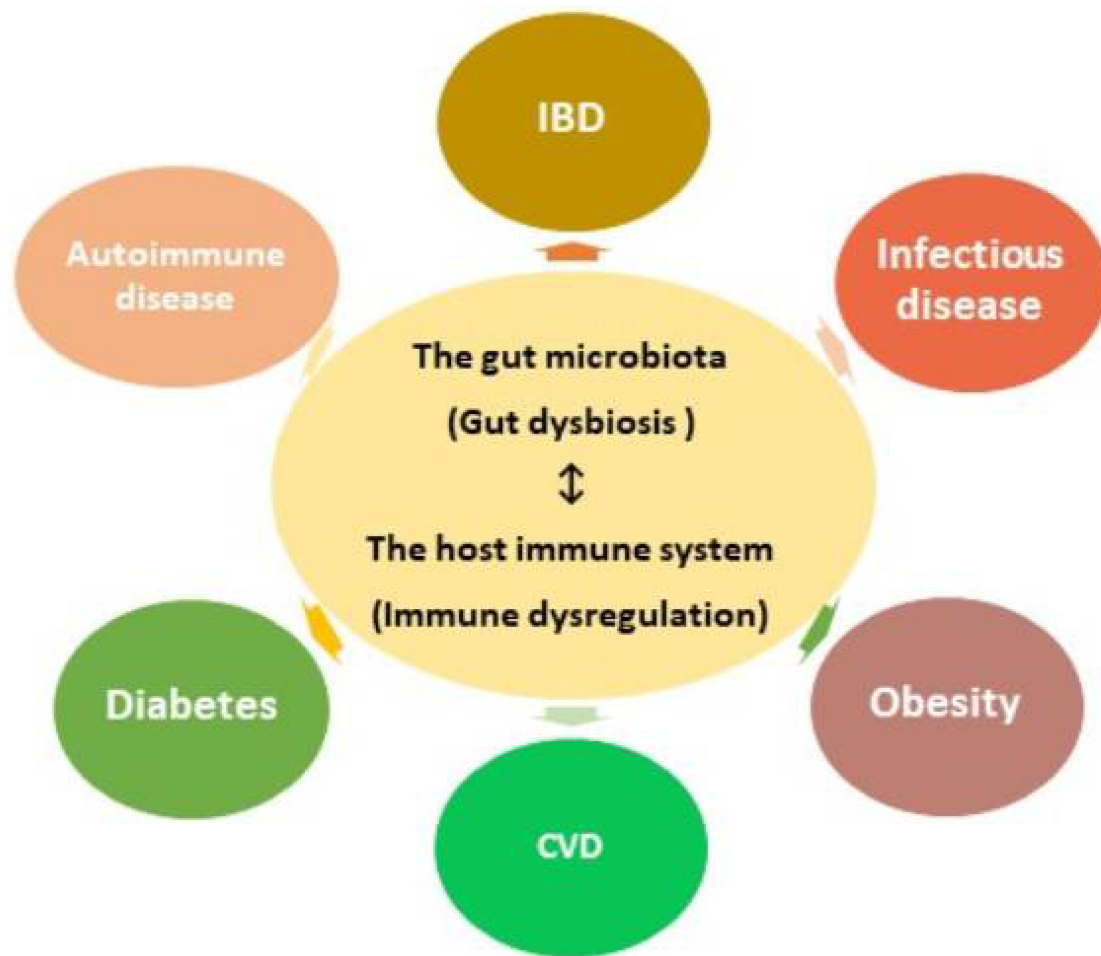 IBD
Autoimmune
disease
Infectious
disease
The gut microbiota
(Gut dysbiosis )
↕
The host immune system
(Immune dysregulation)
Diabetes
Obesity
CVD